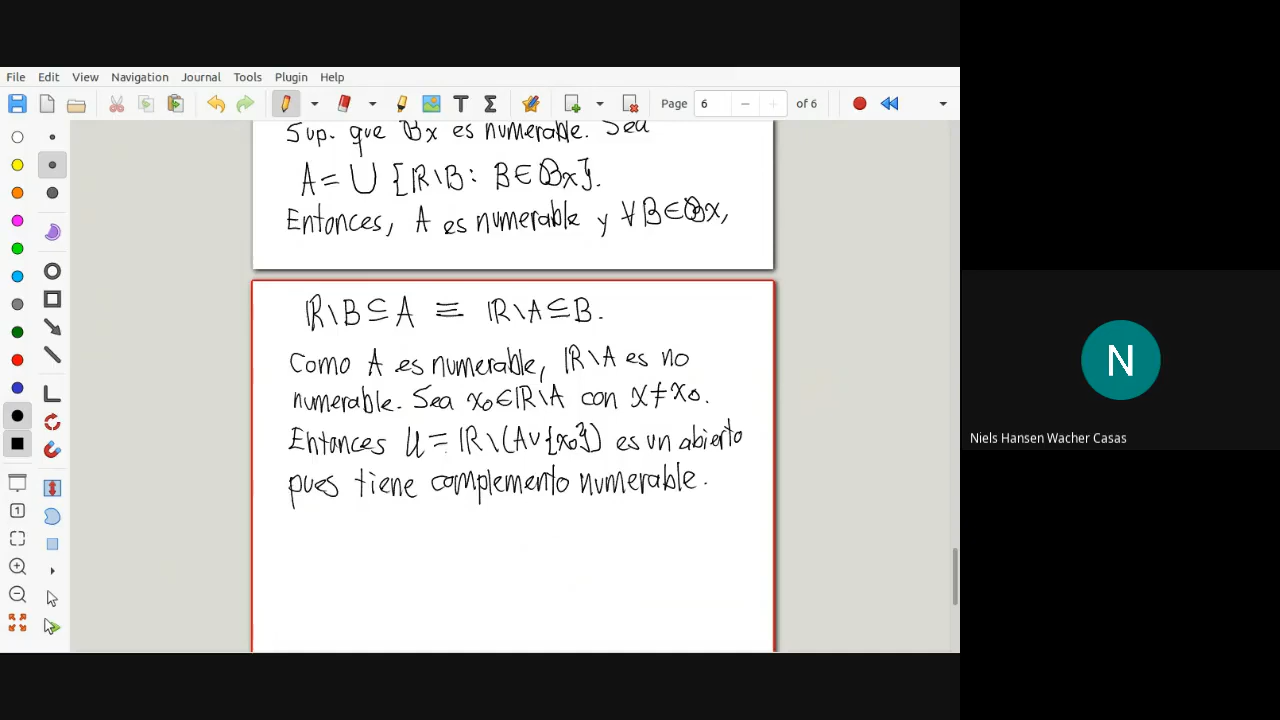 File Edit View Navigation Journal Tools Plugin Help
Page 6 of 6
Sup. que Bx es numerable. Sea
A = ∪ {ℝ\B : B ∈ Bx}.
Entonces, A es numerable y ∀B∈Bx,
ℝ\B ⊆ A ≡ ℝ\A ⊆ B.
Como A es numerable, ℝ\A es no
numerable. Sea x₀∈ℝ\A con x≠x₀.
Entonces U = ℝ\(A∪{x₀}) es un abierto
pues tiene complemento numerable.
N
Niels Hansen Wacher Casas